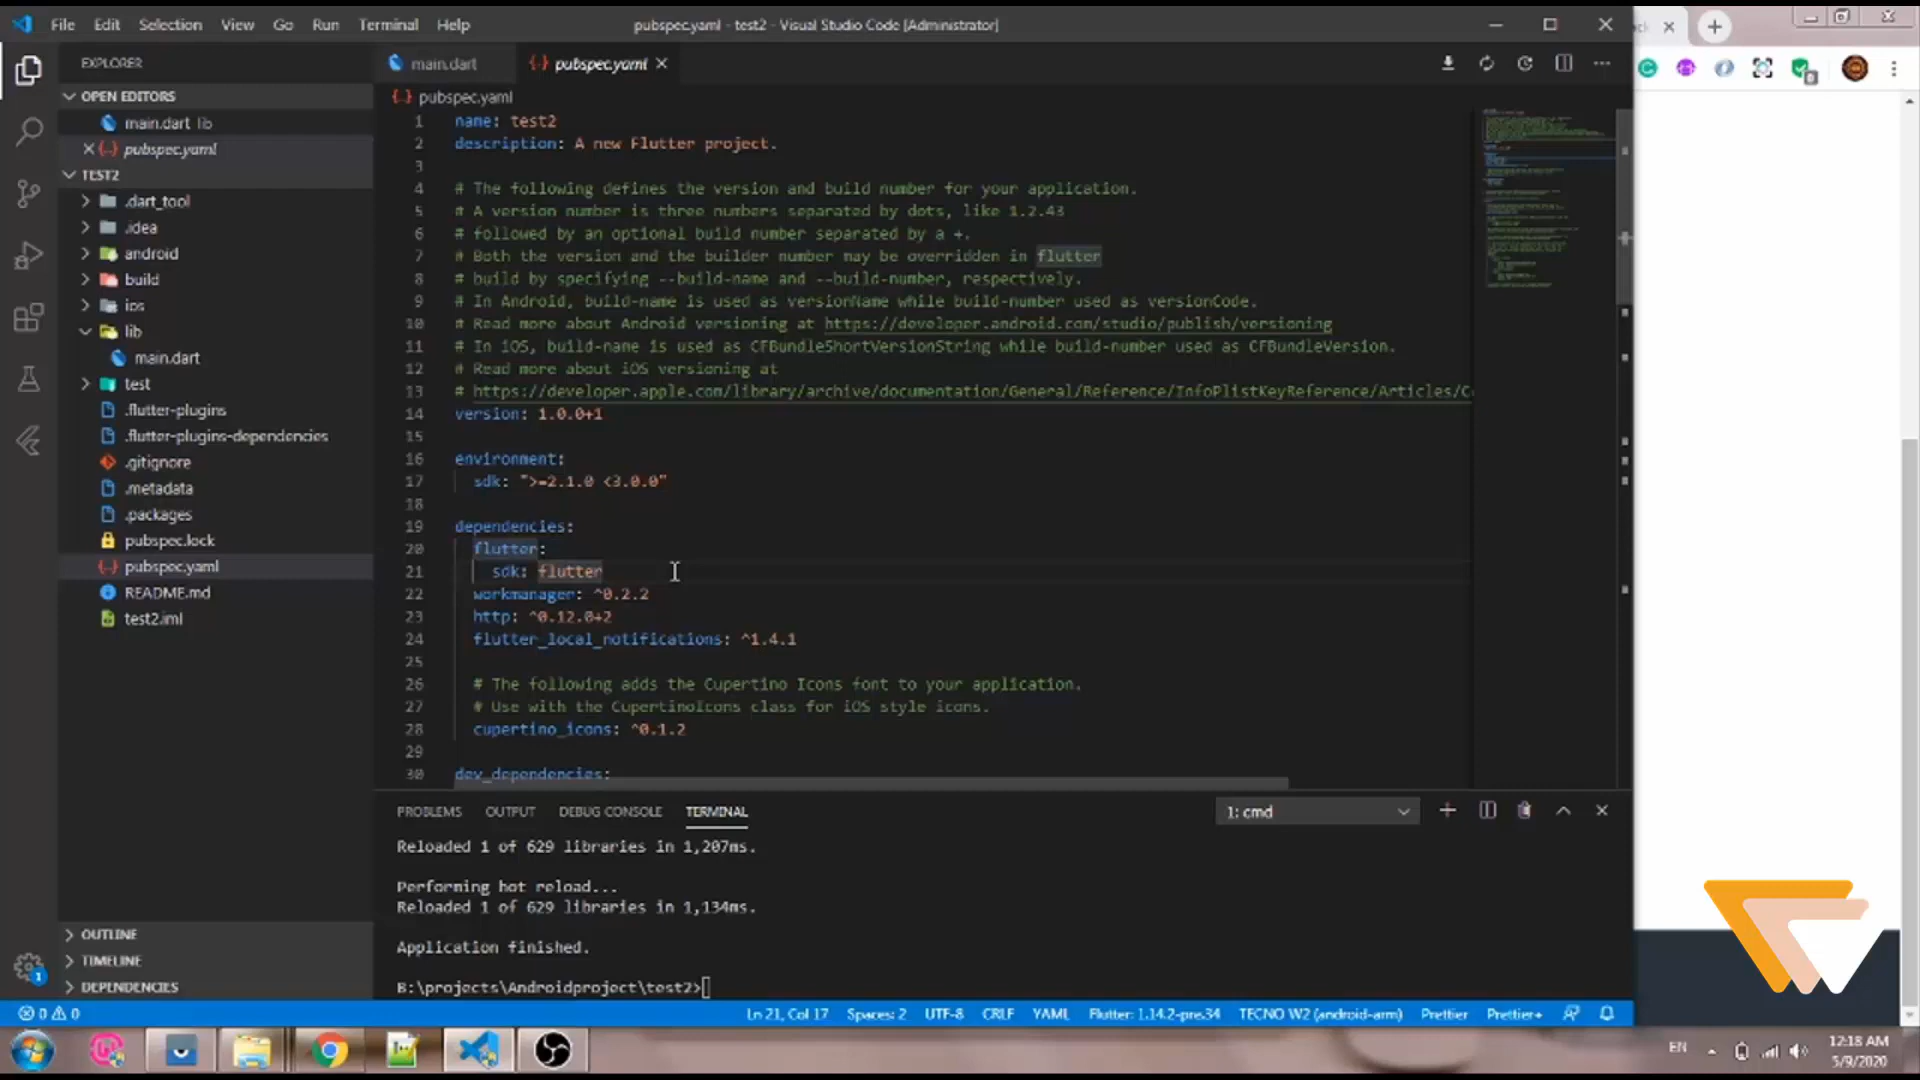 File Edit Selection View Go Run Terminal Help
pubspec.yaml - test2 - Visual Studio Code [Administrator]
EXPLORER
OPEN EDITORS
main.dart lib
pubspec.yaml
TEST2
.dart_tool
.idea
android
build
ios
lib
main.dart
test
.flutter-plugins
.flutter-plugins-dependencies
.gitignore
.metadata
.packages
pubspec.lock
pubspec.yaml
README.md
test2.iml
OUTLINE
TIMELINE
DEPENDENCIES
main.dart
pubspec.yaml
pubspec.yaml
1 name: test2
2 description: A new Flutter project.
3
4 # The following defines the version and build number for your application.
5 # A version number is three numbers separated by dots, like 1.2.43
6 # followed by an optional build number separated by a +.
7 # Both the version and the builder number may be overridden in flutter
8 # build by specifying --build-name and --build-number, respectively.
9 # In Android, build-name is used as versionName while build-number used as versionCode.
10 # Read more about Android versioning at https://developer.android.com/studio/publish/versioning
11 # In iOS, build-name is used as CFBundleShortVersionString while build-number used as CFBundleVersion.
12 # Read more about iOS versioning at
13 # https://developer.apple.com/library/archive/documentation/General/Reference/InfoPlistKeyReference/Articles/C
14 version: 1.0.0+1
15
16 environment:
17 sdk: ">=2.1.0 <3.0.0"
18
19 dependencies:
20 flutter:
21 sdk: flutter
22 workmanager: ^0.2.2
23 http: ^0.12.0+2
24 flutter_local_notifications: ^1.4.1
25
26 # The following adds the Cupertino Icons font to your application.
27 # Use with the CupertinoIcons class for iOS style icons.
28 cupertino_icons: ^0.1.2
29
30 dev_dependencies:
PROBLEMS OUTPUT DEBUG CONSOLE TERMINAL
1: cmd
Reloaded 1 of 629 libraries in 1,207ms.
Performing hot reload...
Reloaded 1 of 629 libraries in 1,134ms.
Application finished.
B:\projects\Androidproject\test2>
0 0
Ln 21, Col 17 Spaces: 2 UTF-8 CRLF YAML Flutter: 1.14.2-pre.34 TECNO W2 (android-arm) Prettier Prettier+
EN
12:18 AM
5/9/2020